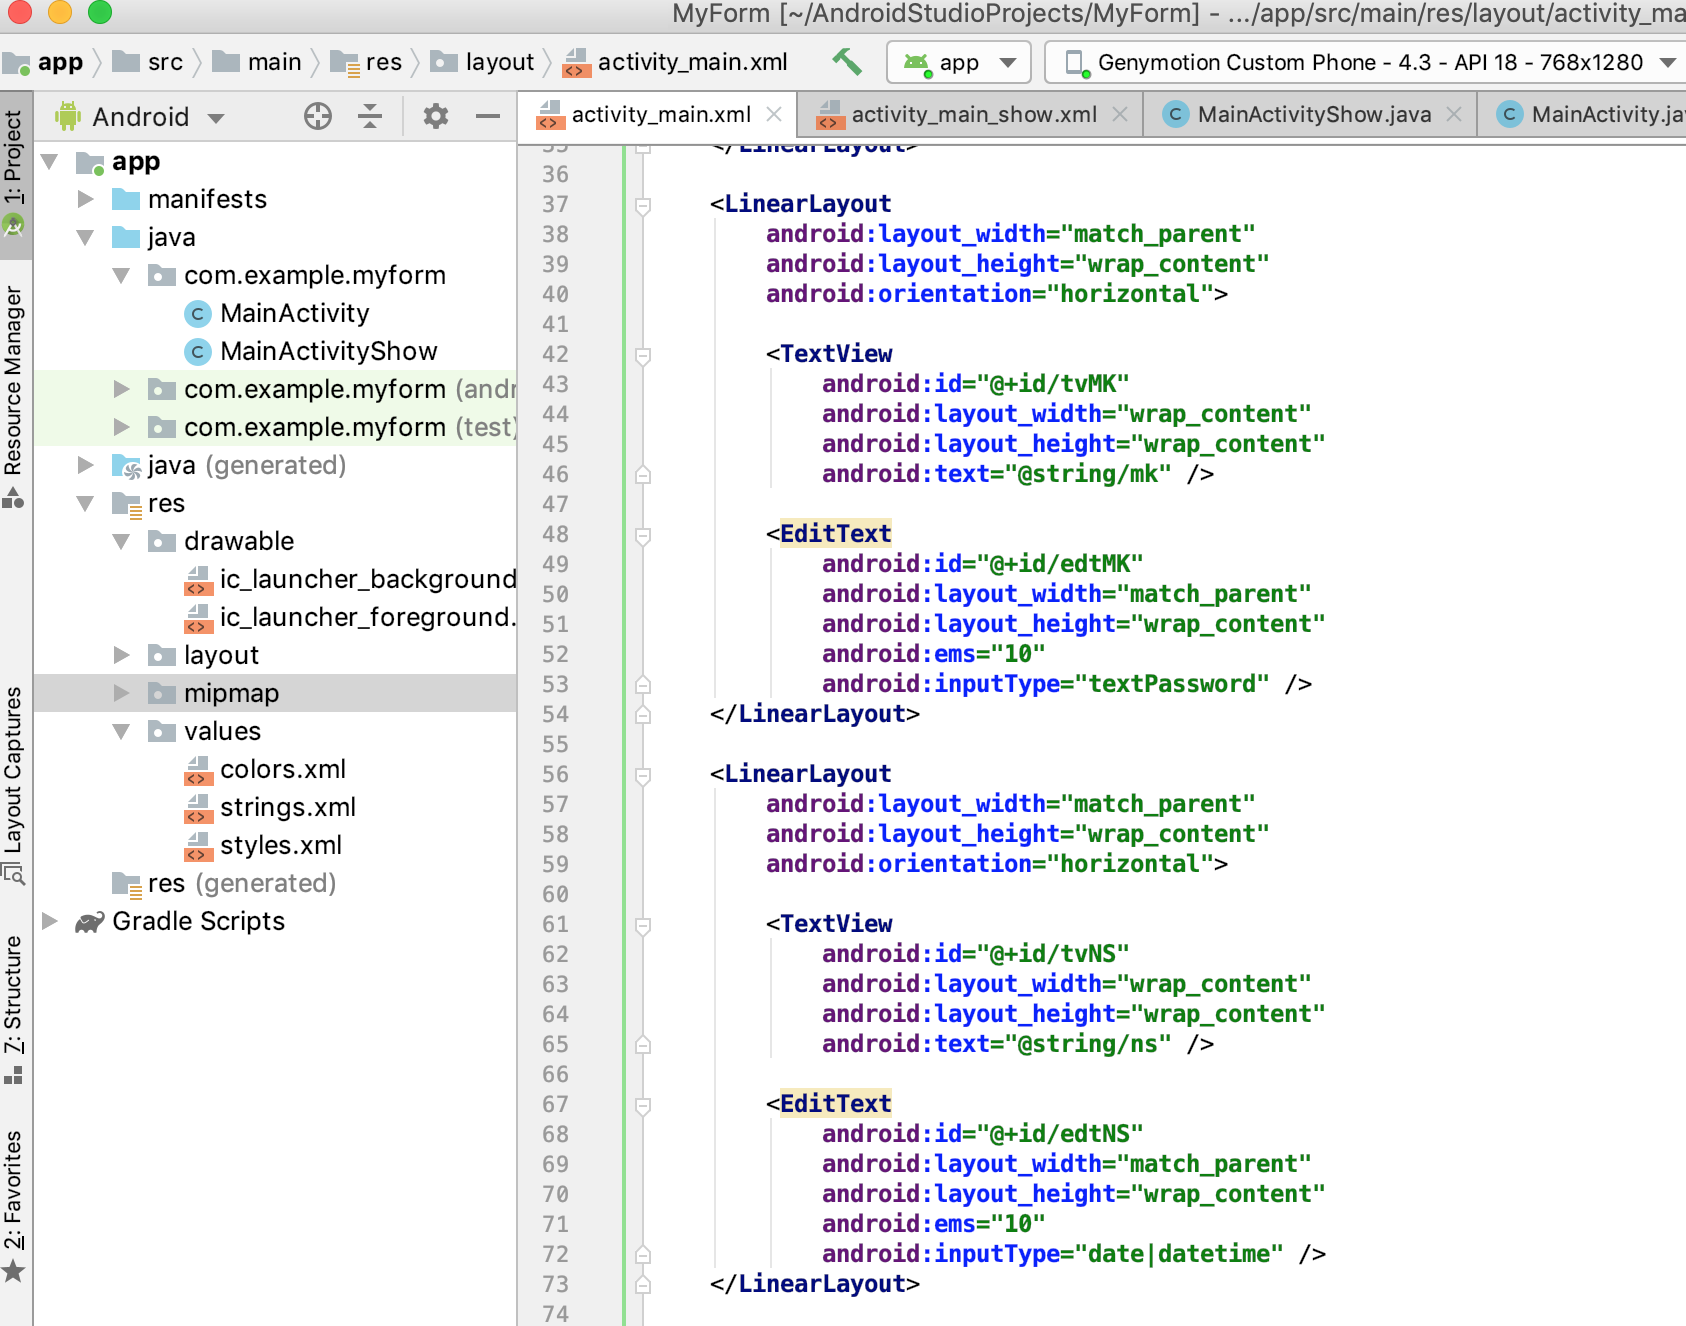 MyForm [~/AndroidStudioProjects/MyForm] - .../app/src/main/res/layout/activity_ma
app src main res layout activity_main.xml app Genymotion Custom Phone - 4.3 - API 18 - 768x1280
1: Project
Resource Manager
Layout Captures
7: Structure
2: Favorites
Android
app
manifests
java
com.example.myform
MainActivity
MainActivityShow
com.example.myform (andr
com.example.myform (test)
java (generated)
res
drawable
ic_launcher_background
ic_launcher_foreground.
layout
mipmap
values
colors.xml
strings.xml
styles.xml
res (generated)
Gradle Scripts
activity_main.xml activity_main_show.xml MainActivityShow.java MainActivity.ja
35 </LinearLayout>
36
37 <LinearLayout
38 android:layout_width="match_parent"
39 android:layout_height="wrap_content"
40 android:orientation="horizontal">
41
42 <TextView
43 android:id="@+id/tvMK"
44 android:layout_width="wrap_content"
45 android:layout_height="wrap_content"
46 android:text="@string/mk" />
47
48 <EditText
49 android:id="@+id/edtMK"
50 android:layout_width="match_parent"
51 android:layout_height="wrap_content"
52 android:ems="10"
53 android:inputType="textPassword" />
54 </LinearLayout>
55
56 <LinearLayout
57 android:layout_width="match_parent"
58 android:layout_height="wrap_content"
59 android:orientation="horizontal">
60
61 <TextView
62 android:id="@+id/tvNS"
63 android:layout_width="wrap_content"
64 android:layout_height="wrap_content"
65 android:text="@string/ns" />
66
67 <EditText
68 android:id="@+id/edtNS"
69 android:layout_width="match_parent"
70 android:layout_height="wrap_content"
71 android:ems="10"
72 android:inputType="date|datetime" />
73 </LinearLayout>
74